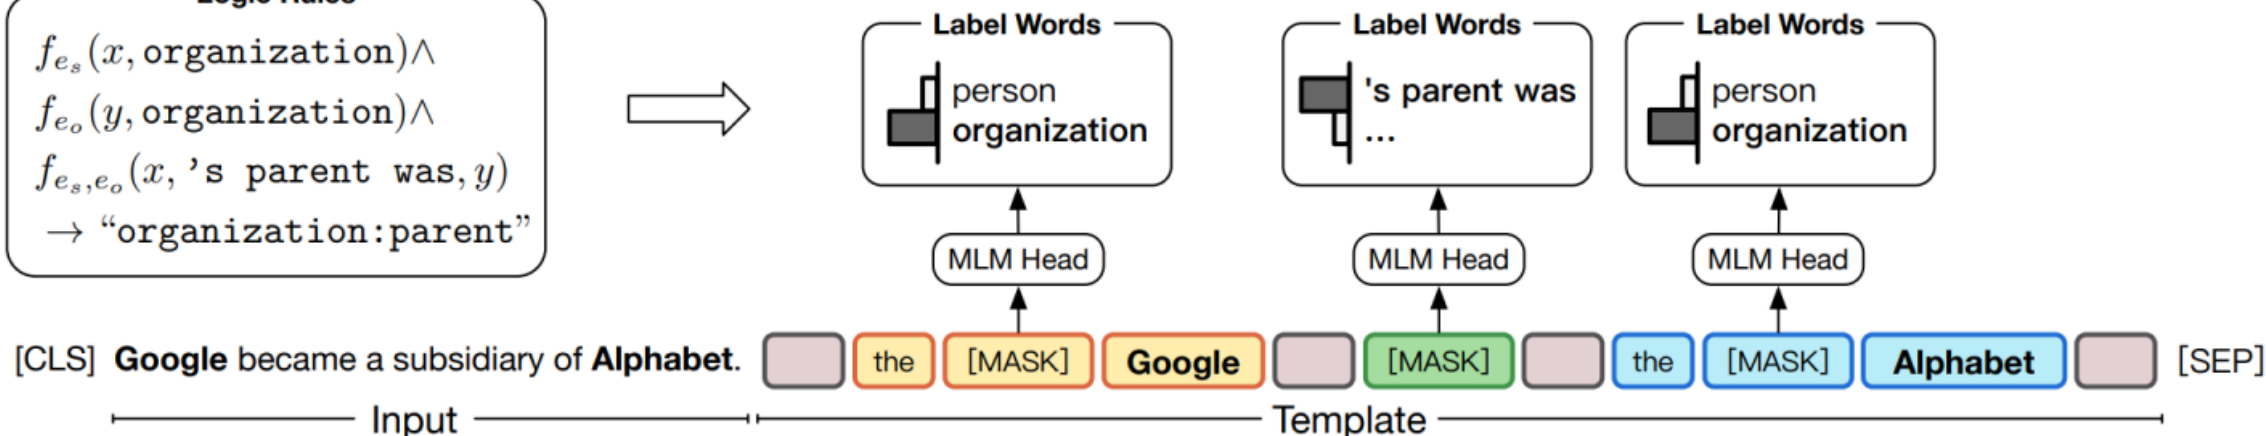 Logic Rules
f_{e_s}(x, organization)∧
f_{e_o}(y, organization)∧
f_{e_s,e_o}(x, 's parent was, y)
→ “organization:parent”
Label Words
person
organization
Label Words
's parent was
...
Label Words
person
organization
MLM Head
MLM Head
MLM Head
[CLS] Google became a subsidiary of Alphabet. the [MASK] Google [MASK] the [MASK] Alphabet [SEP]
Input Template